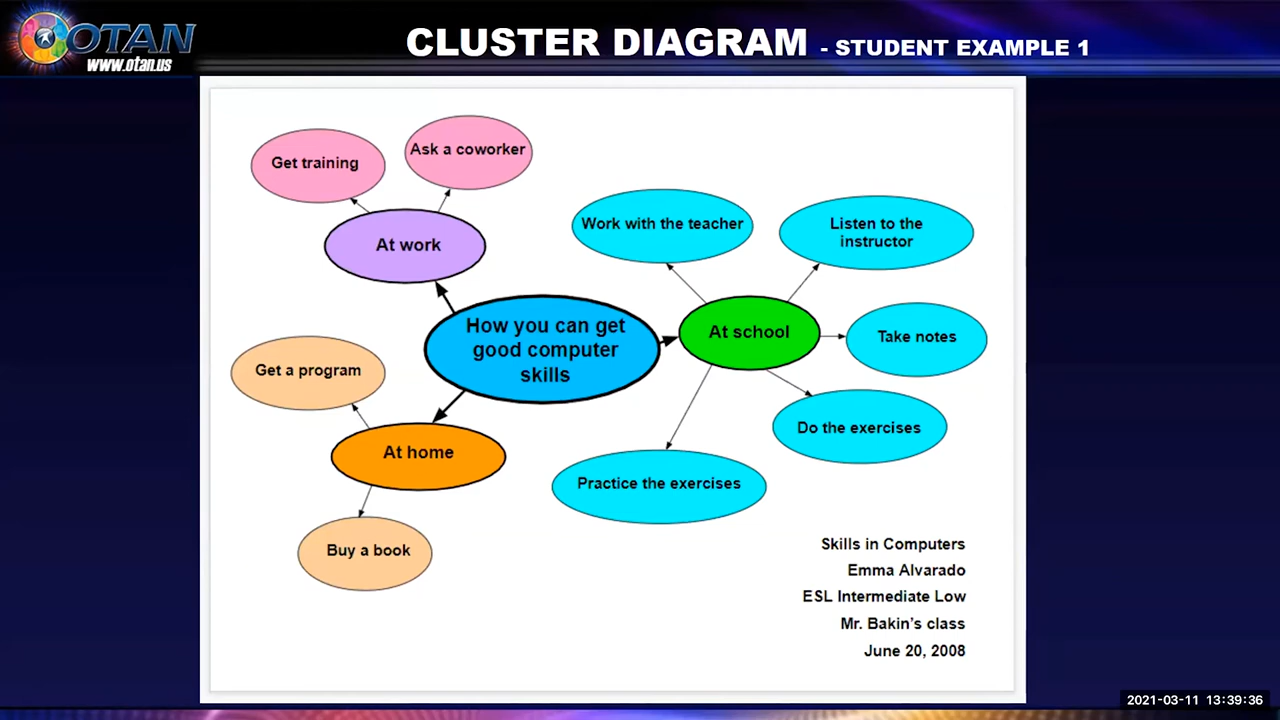 OTAN
www.otan.us
CLUSTER DIAGRAM - STUDENT EXAMPLE 1
Get training
Ask a coworker
At work
Work with the teacher
Listen to the
instructor
How you can get
good computer
skills
At school
Take notes
Get a program
Do the exercises
At home
Practice the exercises
Buy a book
Skills in Computers
Emma Alvarado
ESL Intermediate Low
Mr. Bakin's class
June 20, 2008
2021-03-11 13:39:36